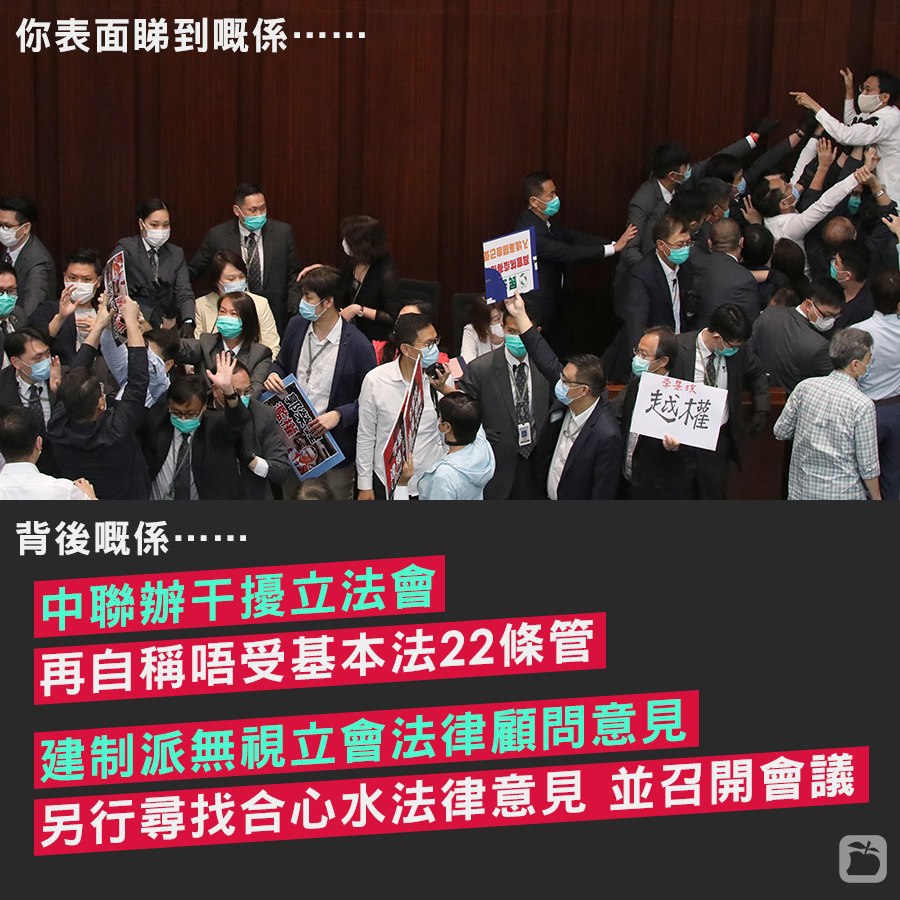 你表面睇到嘅係……
李慧琼
越權
背後嘅係……
中聯辦干擾立法會
再自稱唔受基本法22條管
建制派無視立會法律顧問意見
另行尋找合心水法律意見 並召開會議